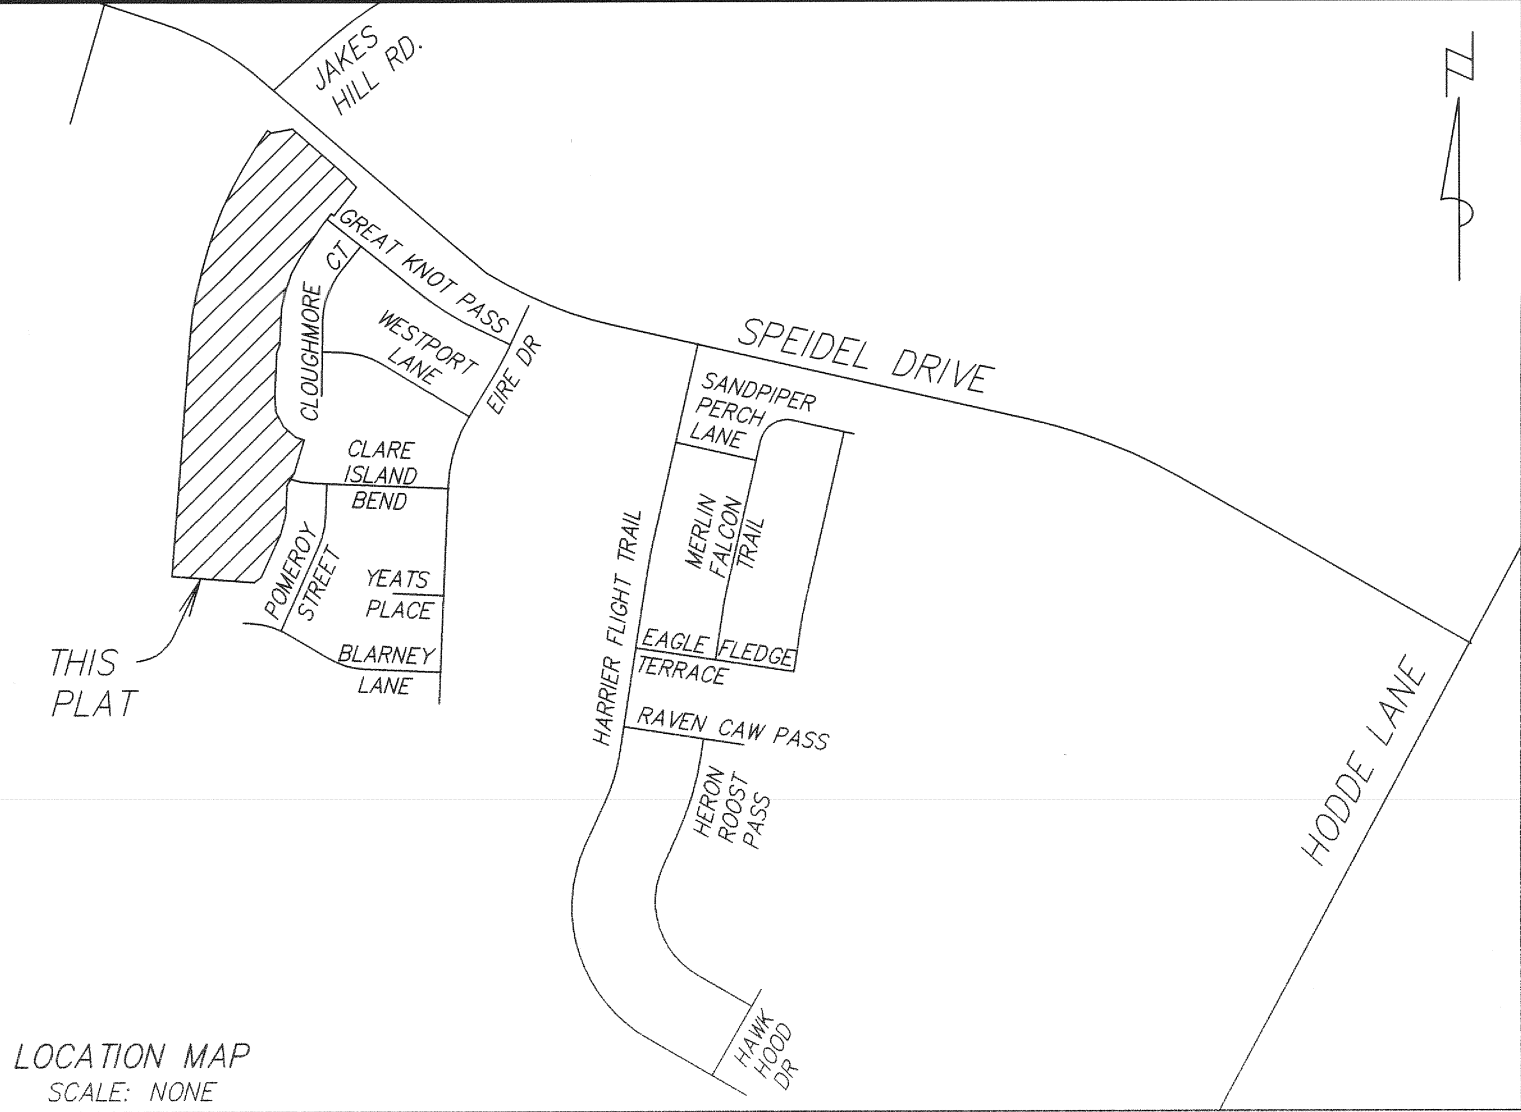 JAKES
HILL RD.
N
GREAT KNOT PASS
CLOUGHMORE CT
WESTPORT
LANE
EIRE DR
SPEIDEL DRIVE
SANDPIPER
PERCH
LANE
CLARE
ISLAND
BEND
MERLIN
FALCON
TRAIL
HARRIER FLIGHT TRAIL
POMEROY
STREET
YEATS
PLACE
BLARNEY
LANE
EAGLE FLEDGE
TERRACE
THIS
PLAT
RAVEN CAW PASS
HERON
ROOST
PASS
HODDE LANE
HAWK
HOOD
DR
LOCATION MAP
SCALE: NONE